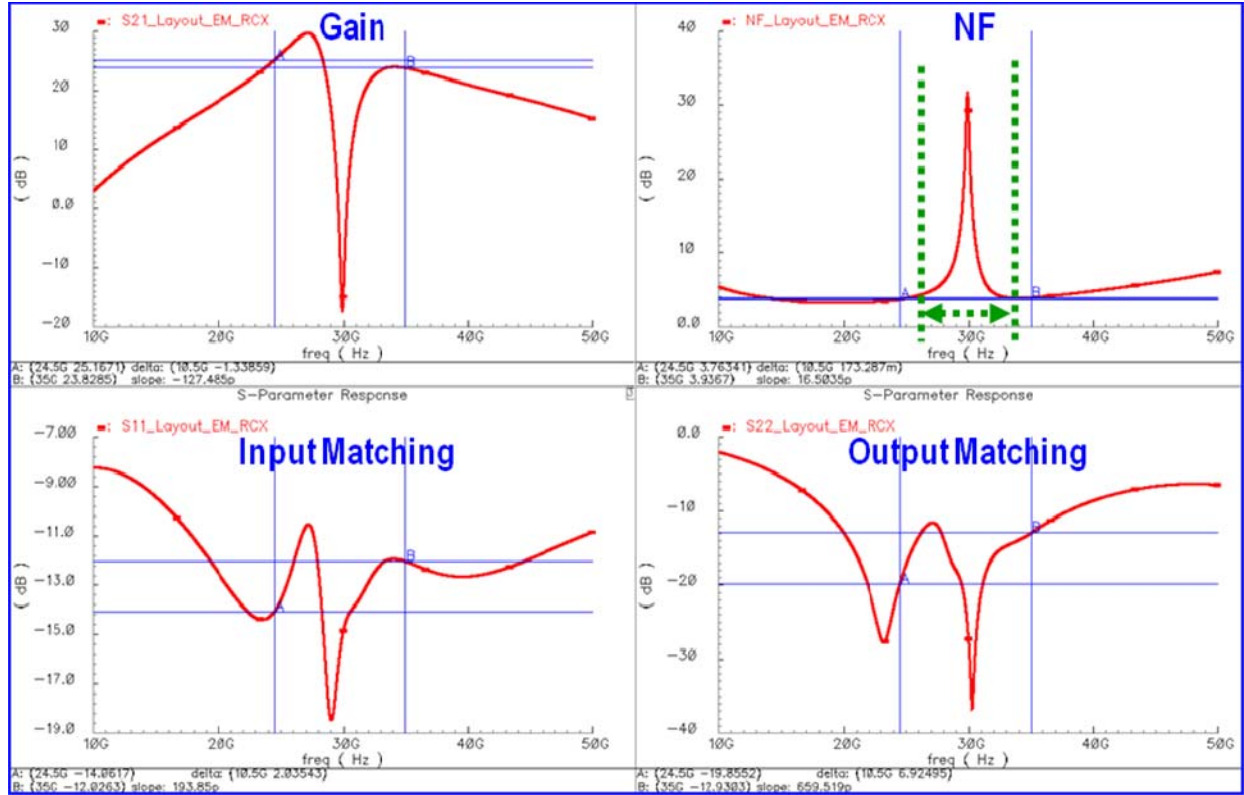 S21_Layout_EM_RCX
Gain
30
20
10
0.0
-10
-20
( dB )
A
B
10G 20G 30G 40G 50G
freq ( Hz )
A: (24.5G 25.1671) delta: (10.5G -1.33859)
B: (35G 23.8285) slope: -127.485p
NF_Layout_EM_RCX
NF
40
30
20
10
0.0
( dB )
A
B
10G 20G 30G 40G 50G
freq ( Hz )
A: (24.5G 3.76341) delta: (10.5G 173.287m)
B: (35G 3.9367) slope: 16.5035p
S-Parameter Response
S11_Layout_EM_RCX
Input Matching
-7.00
-9.00
-11.0
-13.0
-15.0
-17.0
-19.0
( dB )
A
B
10G 20G 30G 40G 50G
freq ( Hz )
A: (24.5G -14.0617) delta: (10.5G 2.03543)
B: (35G -12.0263) slope: 193.85p
S-Parameter Response
S22_Layout_EM_RCX
Output Matching
0.0
-10
-20
-30
-40
( dB )
A
B
10G 20G 30G 40G 50G
freq ( Hz )
A: (24.5G -19.8552) delta: (10.5G 6.92495)
B: (35G -12.9303) slope: 659.519p